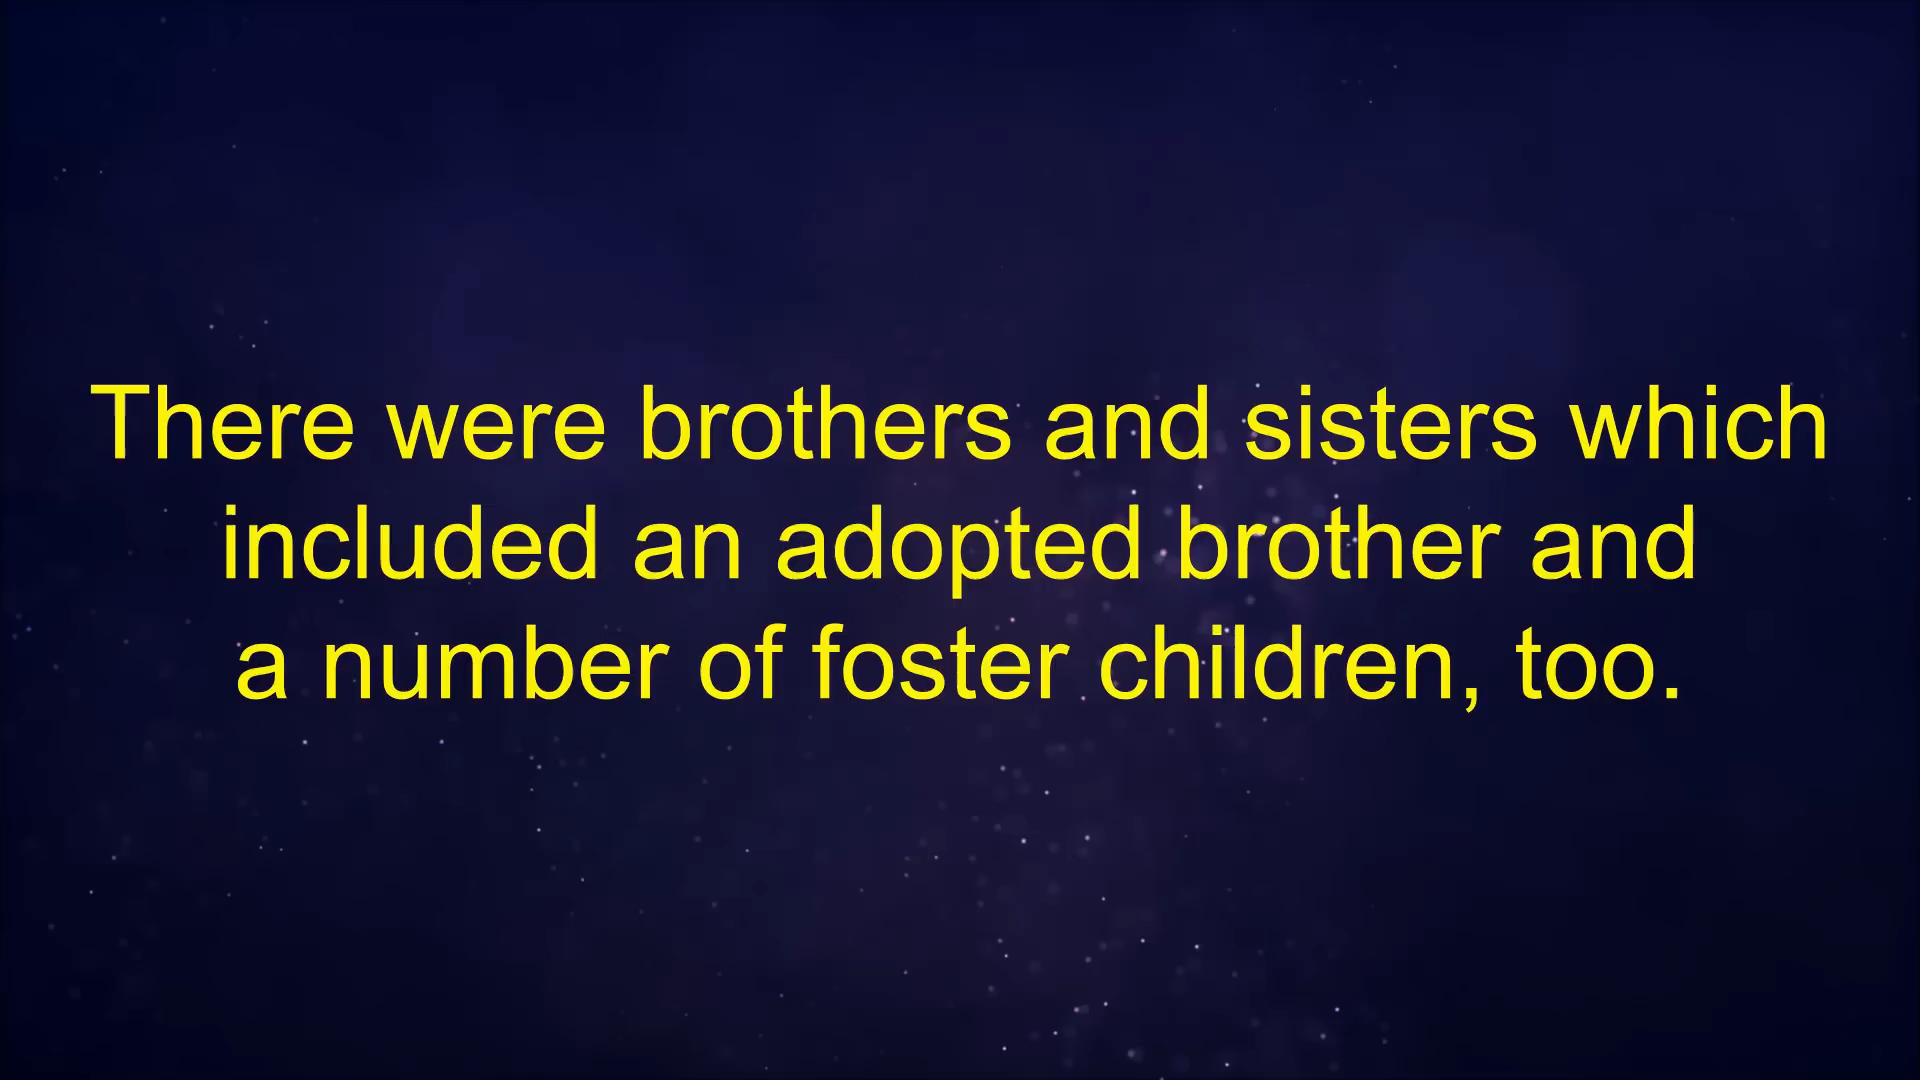 There were brothers and sisters which
included an adopted brother and
a number of foster children, too.